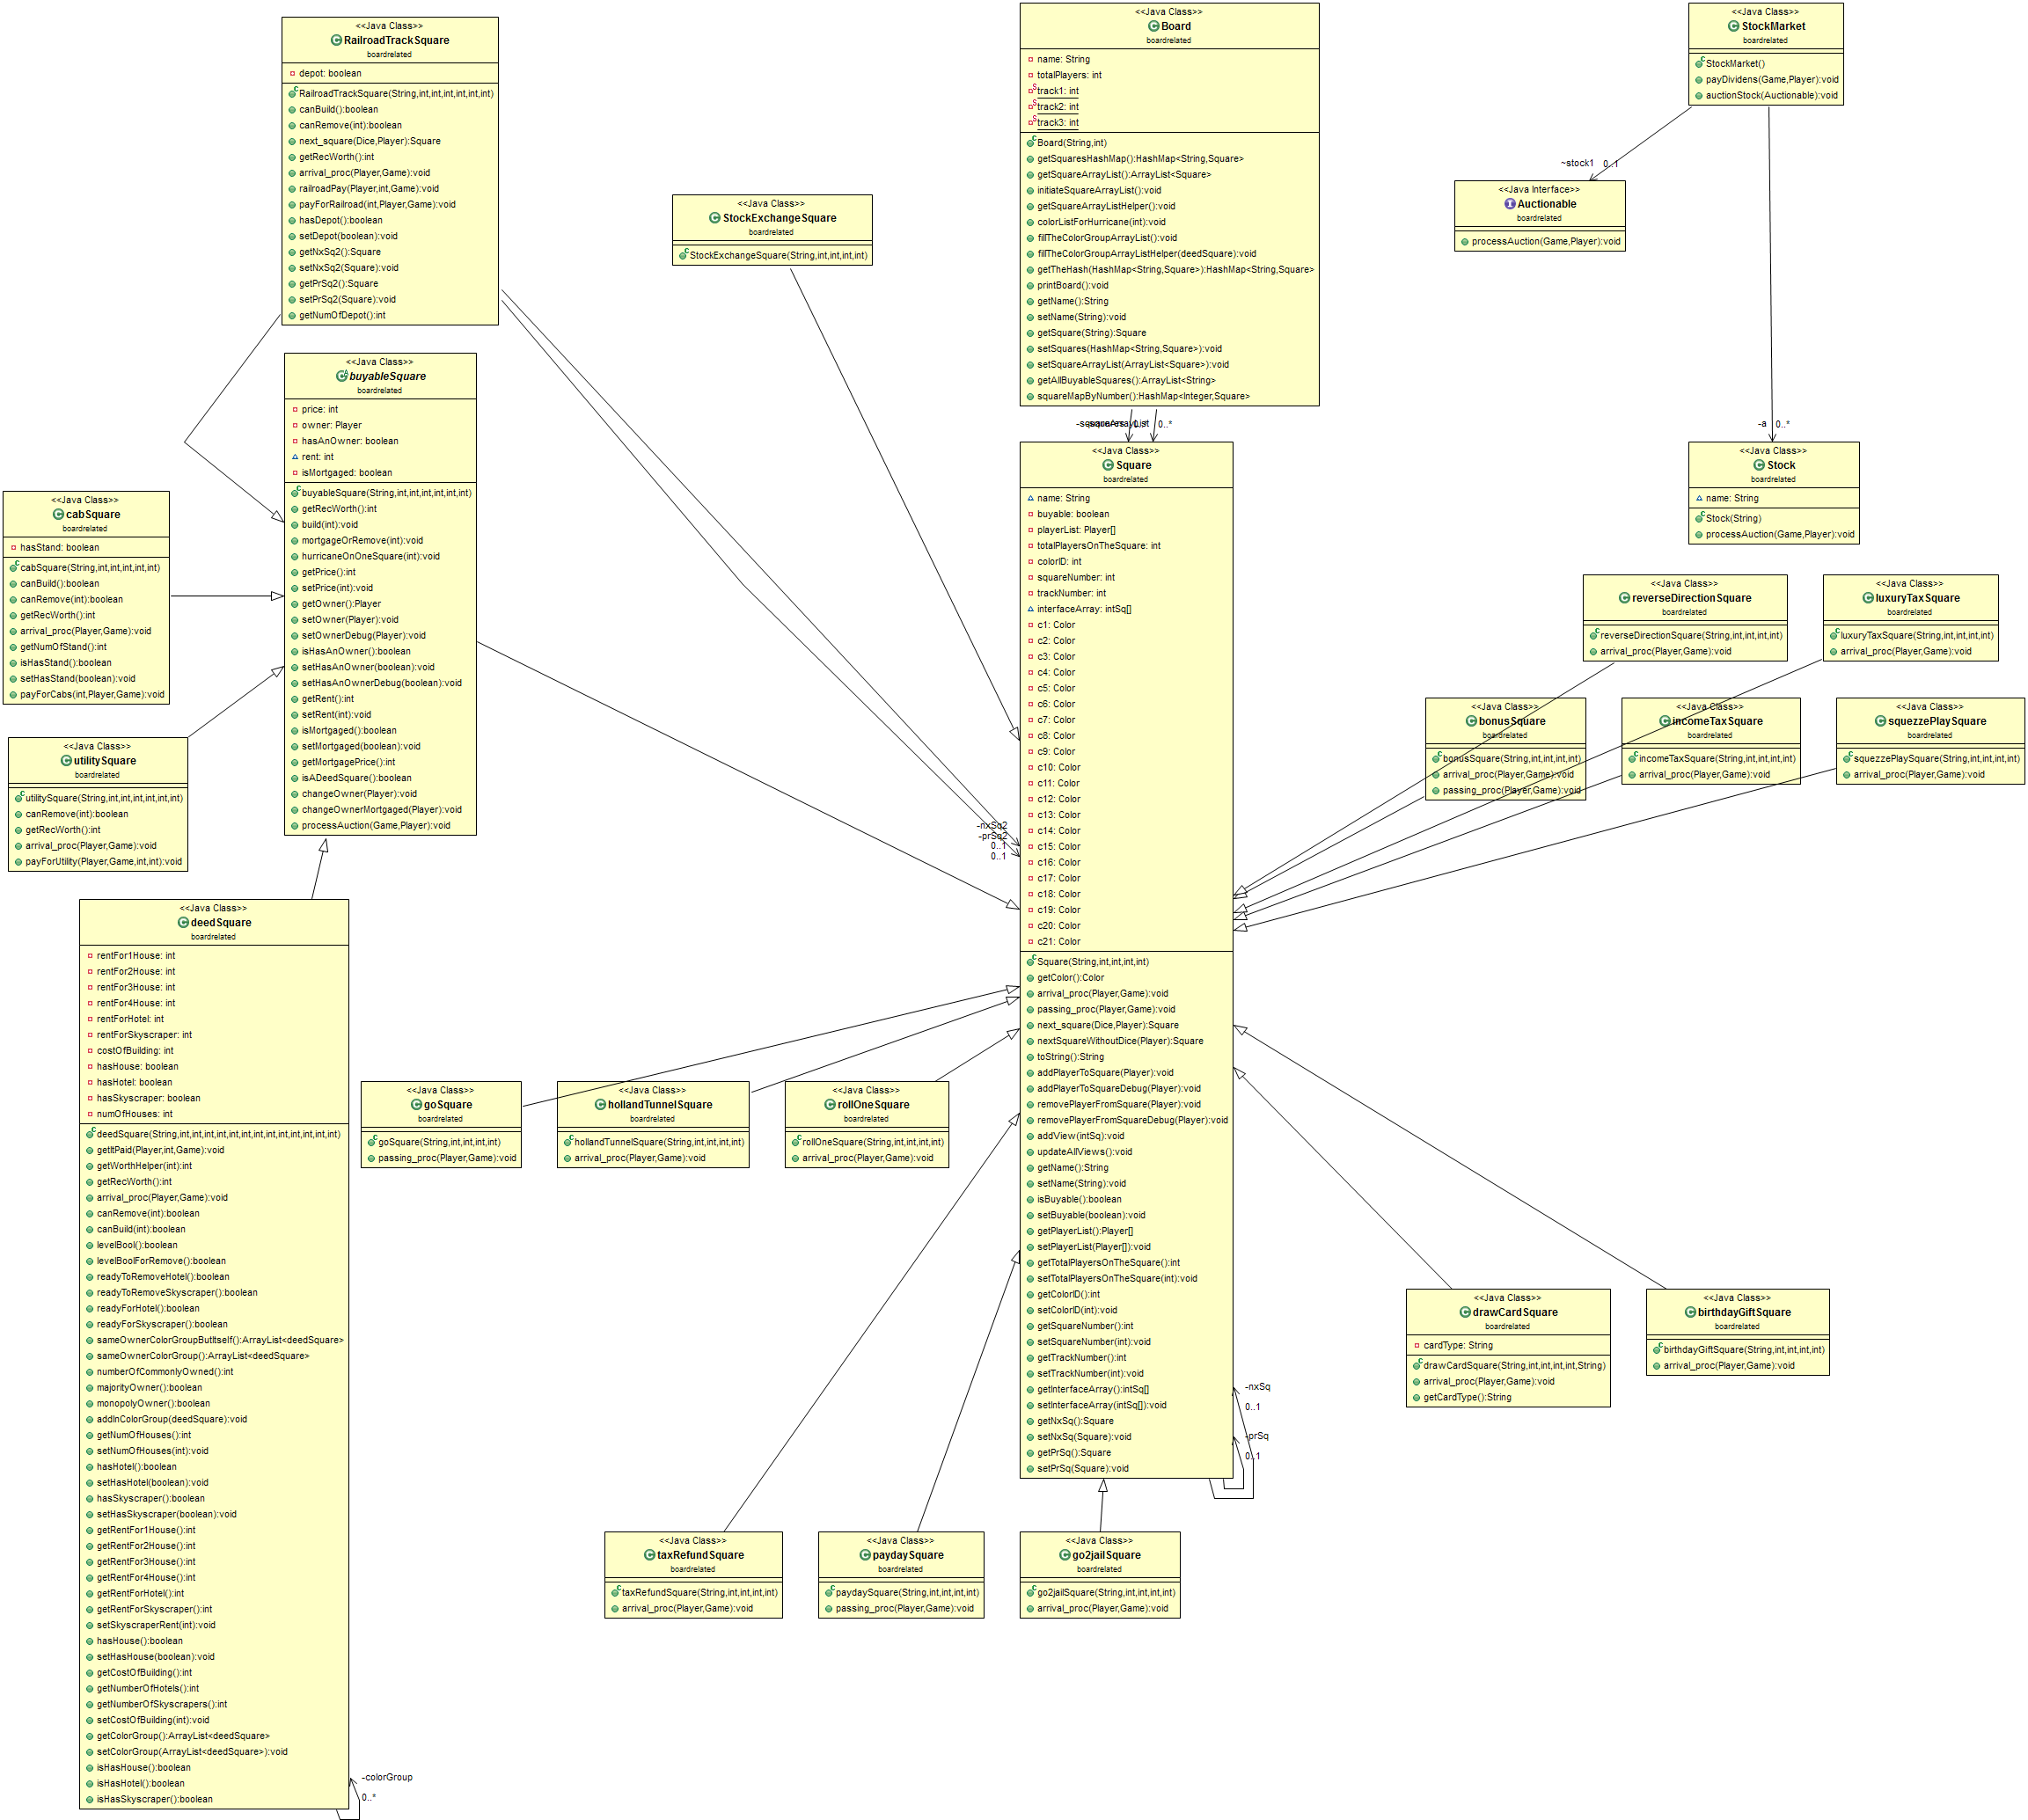 <<Java Class>>
RailroadTrackSquare
boardrelated
depot: boolean
RailroadTrackSquare(String,int,int,int,int,int,int)
canBuild():boolean
canRemove(int):boolean
next_square(Dice,Player):Square
getRecWorth():int
arrival_proc(Player,Game):void
railroadPay(Player,int,Game):void
payForRailroad(int,Player,Game):void
hasDepot():boolean
setDepot(boolean):void
getNxSq2():Square
setNxSq2(Square):void
getPrSq2():Square
setPrSq2(Square):void
getNumOfDepot():int
<<Java Class>>
Board
boardrelated
name: String
totalPlayers: int
track1: int
track2: int
track3: int
Board(String,int)
getSquaresHashMap():HashMap<String,Square>
getSquareArrayList():ArrayList<Square>
initiateSquareArrayList():void
getSquareArrayListHelper():void
colorListForHurricane(int):void
fillTheColorGroupArrayList():void
fillTheColorGroupArrayListHelper(deedSquare):void
getTheHash(HashMap<String,Square>):HashMap<String,Square>
printBoard():void
getName():String
setName(String):void
getSquare(String):Square
setSquares(HashMap<String,Square>):void
setSquareArrayList(ArrayList<Square>):void
getAllBuyableSquares():ArrayList<String>
squareMapByNumber():HashMap<Integer,Square>
<<Java Class>>
StockMarket
boardrelated
StockMarket()
payDividens(Game,Player):void
auctionStock(Auctionable):void
~stock1 0..1
<<Java Interface>>
Auctionable
boardrelated
processAuction(Game,Player):void
<<Java Class>>
StockExchangeSquare
boardrelated
StockExchangeSquare(String,int,int,int,int)
<<Java Class>>
buyableSquare
boardrelated
price: int
owner: Player
hasAnOwner: boolean
rent: int
isMortgaged: boolean
buyableSquare(String,int,int,int,int,int,int)
getRecWorth():int
build(int):void
mortgageOrRemove(int):void
hurricaneOnOneSquare(int):void
getPrice():int
setPrice(int):void
getOwner():Player
setOwner(Player):void
setOwnerDebug(Player):void
isHasAnOwner():boolean
setHasAnOwner(boolean):void
setHasAnOwnerDebug(boolean):void
getRent():int
setRent(int):void
isMortgaged():boolean
setMortgaged(boolean):void
getMortgagePrice():int
isADeedSquare():boolean
changeOwner(Player):void
changeOwnerMortgaged(Player):void
processAuction(Game,Player):void
0..*
-a 0..*
<<Java Class>>
Stock
boardrelated
name: String
Stock(String)
processAuction(Game,Player):void
<<Java Class>>
cabSquare
boardrelated
hasStand: boolean
cabSquare(String,int,int,int,int,int)
canBuild():boolean
canRemove(int):boolean
getRecWorth():int
arrival_proc(Player,Game):void
getNumOfStand():int
isHasStand():boolean
setHasStand(boolean):void
payForCabs(int,Player,Game):void
<<Java Class>>
utilitySquare
boardrelated
utilitySquare(String,int,int,int,int,int,int)
canRemove(int):boolean
getRecWorth():int
arrival_proc(Player,Game):void
payForUtility(Player,Game,int,int):void
<<Java Class>>
Square
boardrelated
name: String
buyable: boolean
playerList: Player[]
totalPlayersOnTheSquare: int
colorID: int
squareNumber: int
trackNumber: int
interfaceArray: intSq[]
c1: Color
c2: Color
c3: Color
c4: Color
c5: Color
c6: Color
c7: Color
c8: Color
c9: Color
c10: Color
c11: Color
c12: Color
c13: Color
c14: Color
c15: Color
c16: Color
c17: Color
c18: Color
c19: Color
c20: Color
c21: Color
Square(String,int,int,int,int)
getColor():Color
arrival_proc(Player,Game):void
passing_proc(Player,Game):void
next_square(Dice,Player):Square
nextSquareWithoutDice(Player):Square
toString():String
addPlayerToSquare(Player):void
addPlayerToSquareDebug(Player):void
removePlayerFromSquare(Player):void
removePlayerFromSquareDebug(Player):void
addView(intSq):void
updateAllViews():void
getName():String
setName(String):void
isBuyable():boolean
setBuyable(boolean):void
getPlayerList():Player[]
setPlayerList(Player[]):void
getTotalPlayersOnTheSquare():int
setTotalPlayersOnTheSquare(int):void
getColorID():int
setColorID(int):void
getSquareNumber():int
setSquareNumber(int):void
getTrackNumber():int
setTrackNumber(int):void
getInterfaceArray():intSq[]
setInterfaceArray(intSq[]):void
getNxSq():Square
setNxSq(Square):void
getPrSq():Square
setPrSq(Square):void
-nxSq2
-prSq2
0..1
0..1
-nxSq
0..1
-prSq
0..1
<<Java Class>>
reverseDirectionSquare
boardrelated
reverseDirectionSquare(String,int,int,int,int)
arrival_proc(Player,Game):void
<<Java Class>>
luxuryTaxSquare
boardrelated
luxuryTaxSquare(String,int,int,int,int)
arrival_proc(Player,Game):void
<<Java Class>>
bonusSquare
boardrelated
bonusSquare(String,int,int,int,int)
arrival_proc(Player,Game):void
passing_proc(Player,Game):void
<<Java Class>>
incomeTaxSquare
boardrelated
incomeTaxSquare(String,int,int,int,int)
arrival_proc(Player,Game):void
<<Java Class>>
squezzePlaySquare
boardrelated
squezzePlaySquare(String,int,int,int,int)
arrival_proc(Player,Game):void
<<Java Class>>
deedSquare
boardrelated
rentFor1House: int
rentFor2House: int
rentFor3House: int
rentFor4House: int
rentForHotel: int
rentForSkyscraper: int
costOfBuilding: int
hasHouse: boolean
hasHotel: boolean
hasSkyscraper: boolean
numOfHouses: int
deedSquare(String,int,int,int,int,int,int,int,int,int,int,int,int,int)
getItPaid(Player,int,Game):void
getWorthHelper(int):int
getRecWorth():int
arrival_proc(Player,Game):void
canRemove(int):boolean
canBuild(int):boolean
levelBool():boolean
levelBoolForRemove():boolean
readyToRemoveHotel():boolean
readyToRemoveSkyscraper():boolean
readyForHotel():boolean
readyForSkyscraper():boolean
sameOwnerColorGroupButItself():ArrayList<deedSquare>
sameOwnerColorGroup():ArrayList<deedSquare>
numberOfCommonlyOwned():int
majorityOwner():boolean
monopolyOwner():boolean
addInColorGroup(deedSquare):void
getNumOfHouses():int
setNumOfHouses(int):void
hasHotel():boolean
setHasHotel(boolean):void
hasSkyscraper():boolean
setHasSkyscraper(boolean):void
getRentFor1House():int
getRentFor2House():int
getRentFor3House():int
getRentFor4House():int
getRentForHotel():int
getRentForSkyscraper():int
setSkyscraperRent(int):void
hasHouse():boolean
setHasHouse(boolean):void
getCostOfBuilding():int
getNumberOfHotels():int
getNumberOfSkyscrapers():int
setCostOfBuilding(int):void
getColorGroup():ArrayList<deedSquare>
setColorGroup(ArrayList<deedSquare>):void
isHasHouse():boolean
isHasHotel():boolean
isHasSkyscraper():boolean
-colorGroup
0..*
<<Java Class>>
goSquare
boardrelated
goSquare(String,int,int,int,int)
passing_proc(Player,Game):void
<<Java Class>>
hollandTunnelSquare
boardrelated
hollandTunnelSquare(String,int,int,int,int)
arrival_proc(Player,Game):void
<<Java Class>>
rollOneSquare
boardrelated
rollOneSquare(String,int,int,int,int)
arrival_proc(Player,Game):void
<<Java Class>>
drawCardSquare
boardrelated
cardType: String
drawCardSquare(String,int,int,int,int,String)
arrival_proc(Player,Game):void
getCardType():String
<<Java Class>>
birthdayGiftSquare
boardrelated
birthdayGiftSquare(String,int,int,int,int)
arrival_proc(Player,Game):void
<<Java Class>>
taxRefundSquare
boardrelated
taxRefundSquare(String,int,int,int,int)
arrival_proc(Player,Game):void
<<Java Class>>
paydaySquare
boardrelated
paydaySquare(String,int,int,int,int)
passing_proc(Player,Game):void
<<Java Class>>
go2jailSquare
boardrelated
go2jailSquare(String,int,int,int,int)
arrival_proc(Player,Game):void